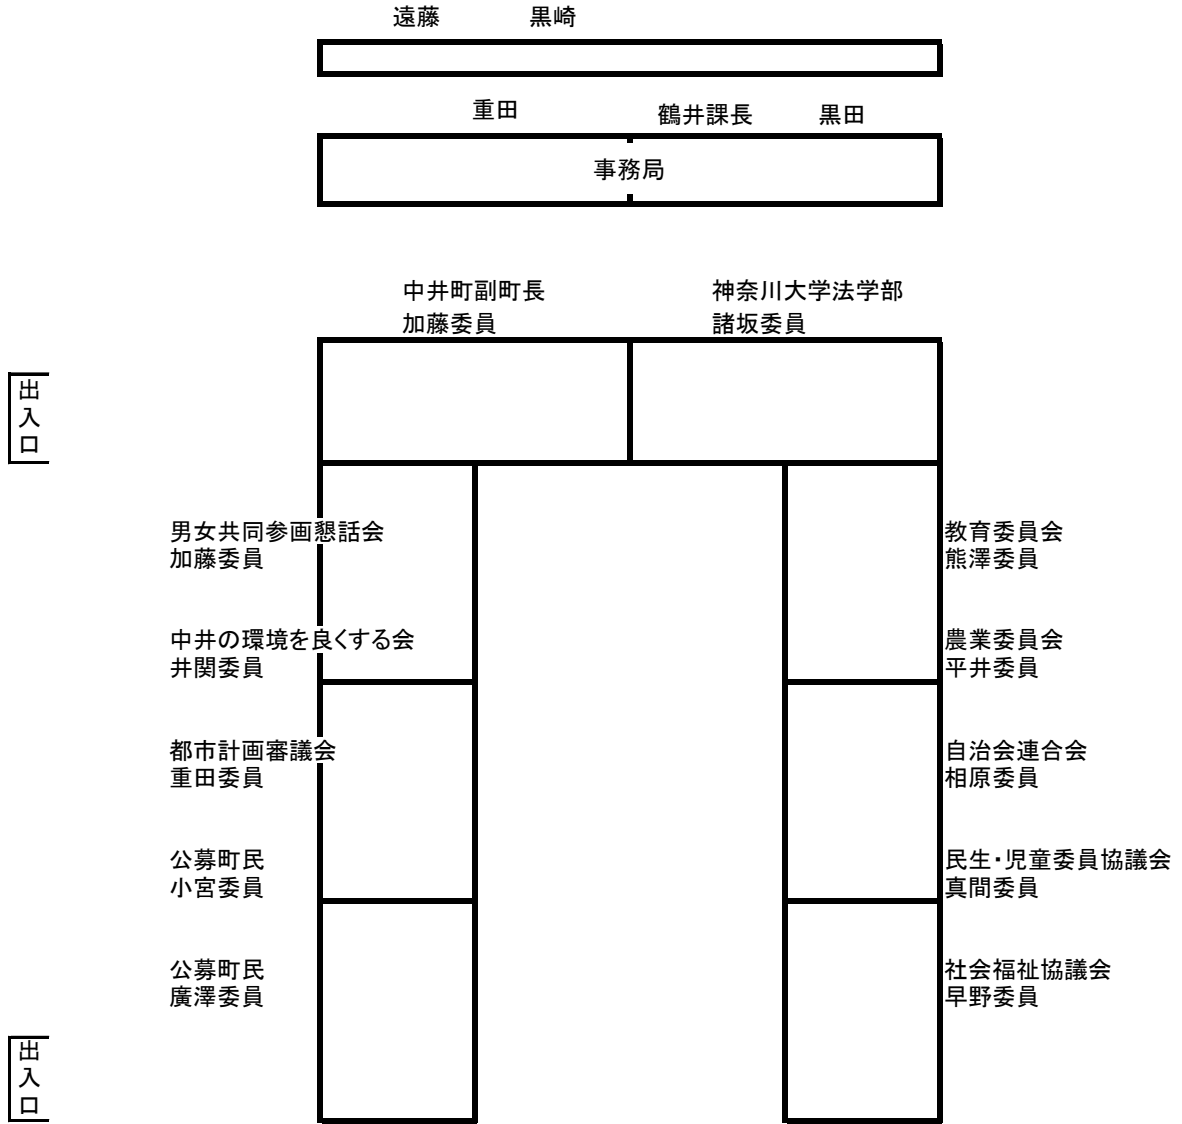 遠藤 黒崎
重田 鶴井課長 黒田
事務局
中井町副町長
加藤委員
神奈川大学法学部
諸坂委員
出入口
男女共同参画懇話会
加藤委員
教育委員会
熊澤委員
中井の環境を良くする会
井関委員
農業委員会
平井委員
都市計画審議会
重田委員
自治会連合会
相原委員
公募町民
小宮委員
民生・児童委員協議会
真間委員
公募町民
廣澤委員
社会福祉協議会
早野委員
出入口